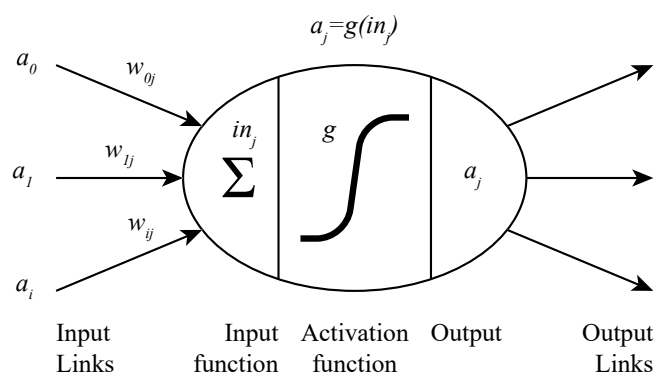 a_j=g(in_j)
a_0
w_0j
in_j
g
a_1
w_1j
Σ
a_j
w_ij
a_i
Input Input Activation Output Output
Links function function Links